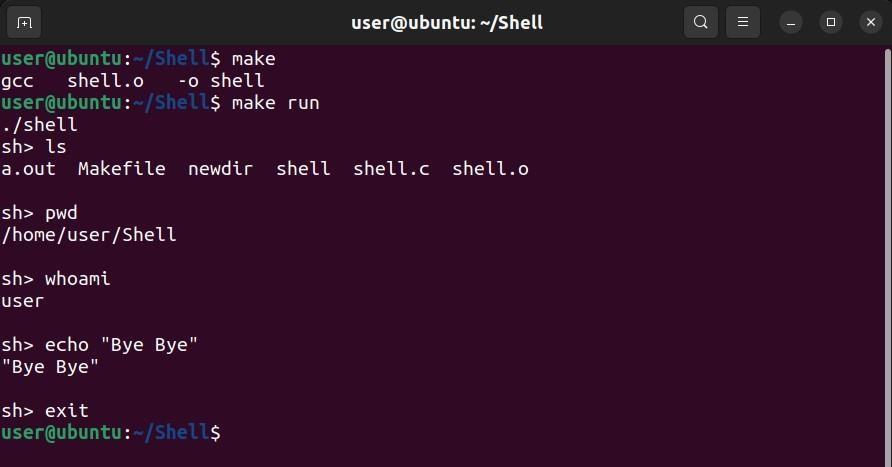 user@ubuntu: ~/Shell
user@ubuntu:~/Shell$ make
gcc   shell.o   -o shell
user@ubuntu:~/Shell$ make run
./shell
sh> ls
a.out  Makefile  newdir  shell  shell.c  shell.o
sh> pwd
/home/user/Shell
sh> whoami
user
sh> echo "Bye Bye"
"Bye Bye"
sh> exit
user@ubuntu:~/Shell$